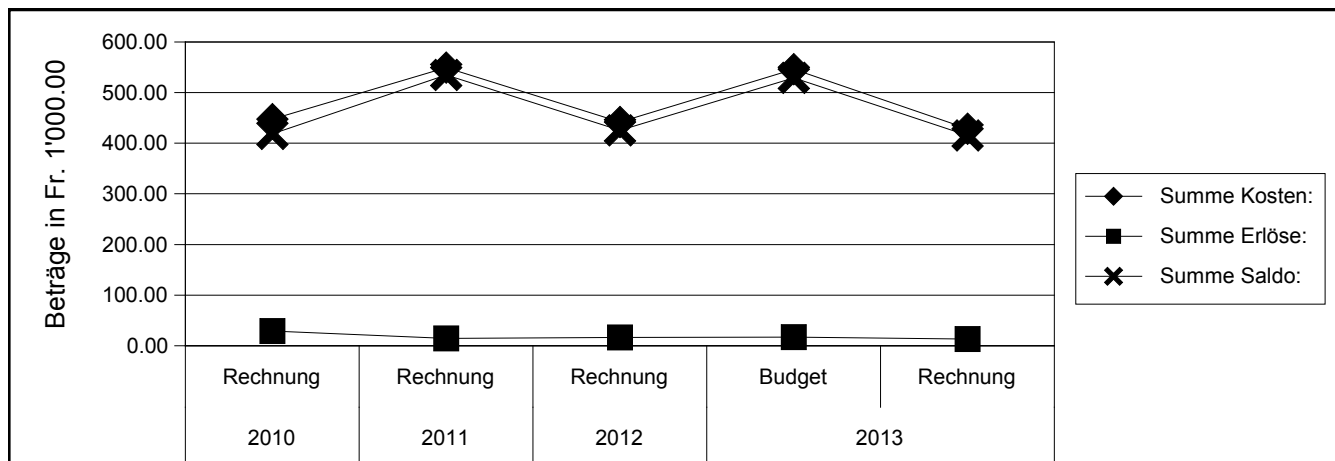 Beträge in Fr. 1'000.00
600.00
500.00
400.00
300.00
200.00
100.00
0.00
Rechnung Rechnung Rechnung Budget Rechnung
2010 2011 2012 2013
Summe Kosten:
Summe Erlöse:
Summe Saldo: